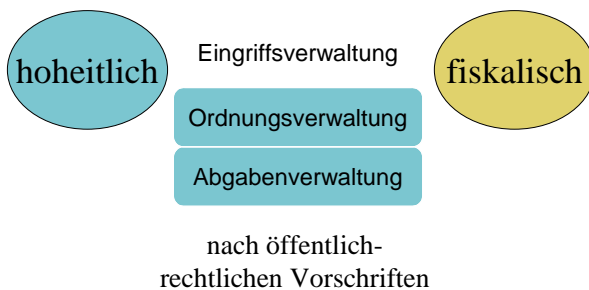 hoheitlich
Eingriffsverwaltung
fiskalisch
Ordnungsverwaltung
Abgabenverwaltung
nach öffentlich-
rechtlichen Vorschriften